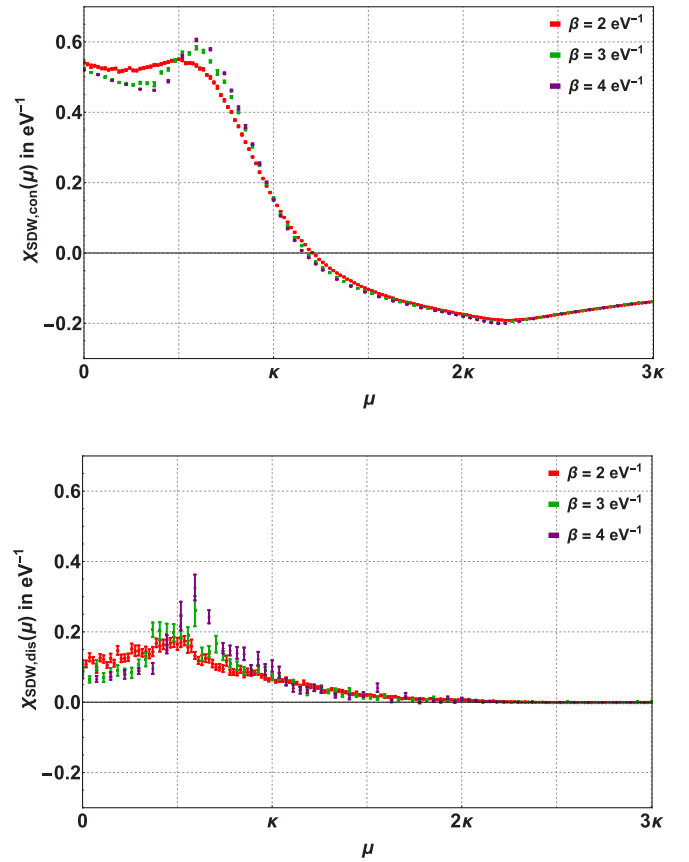 0.6
0.4
0.2
0.0
−0.2
χSDW,con(μ) in eV⁻¹
β = 2 eV⁻¹
β = 3 eV⁻¹
β = 4 eV⁻¹
0 κ 2κ 3κ
μ
0.6
0.4
0.2
0.0
−0.2
χSDW,dis(μ) in eV⁻¹
β = 2 eV⁻¹
β = 3 eV⁻¹
β = 4 eV⁻¹
0 κ 2κ 3κ
μ